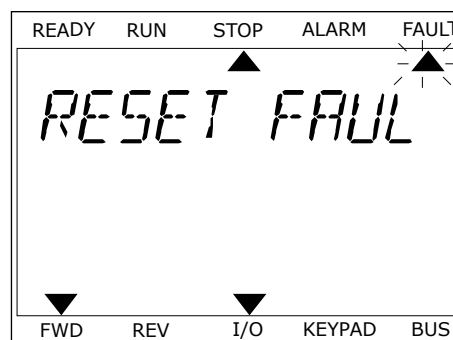 READY RUN STOP ALARM FAULT
RESET FAUL
FWD REV I/O KEYPAD BUS